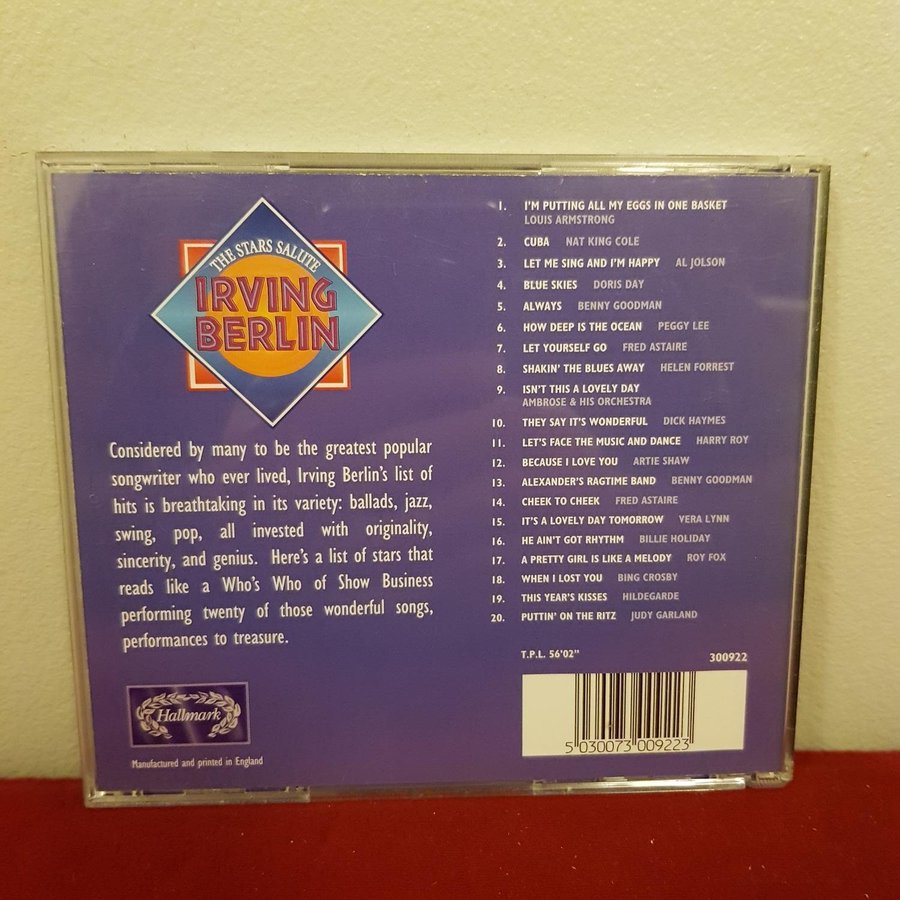 THE STARS SALUTE
IRVING
BERLIN
Considered by many to be the greatest popular
songwriter who ever lived, Irving Berlin's list of
hits is breathtaking in its variety: ballads, jazz,
swing, pop, all invested with originality,
sincerity, and genius. Here's a list of stars that
reads like a Who's Who of Show Business
performing twenty of those wonderful songs,
performances to treasure.
Hallmark
Manufactured and printed in England
1. I'M PUTTING ALL MY EGGS IN ONE BASKET
LOUIS ARMSTRONG
2. CUBA NAT KING COLE
3. LET ME SING AND I'M HAPPY AL JOLSON
4. BLUE SKIES DORIS DAY
5. ALWAYS BENNY GOODMAN
6. HOW DEEP IS THE OCEAN PEGGY LEE
7. LET YOURSELF GO FRED ASTAIRE
8. SHAKIN' THE BLUES AWAY HELEN FORREST
9. ISN'T THIS A LOVELY DAY
AMBROSE & HIS ORCHESTRA
10. THEY SAY IT'S WONDERFUL DICK HAYMES
11. LET'S FACE THE MUSIC AND DANCE HARRY ROY
12. BECAUSE I LOVE YOU ARTIE SHAW
13. ALEXANDER'S RAGTIME BAND BENNY GOODMAN
14. CHEEK TO CHEEK FRED ASTAIRE
15. IT'S A LOVELY DAY TOMORROW VERA LYNN
16. HE AIN'T GOT RHYTHM BILLIE HOLIDAY
17. A PRETTY GIRL IS LIKE A MELODY ROY FOX
18. WHEN I LOST YOU BING CROSBY
19. THIS YEAR'S KISSES HILDEGARDE
20. PUTTIN' ON THE RITZ JUDY GARLAND
T.P.L. 56'02"
300922
5 030073 009223